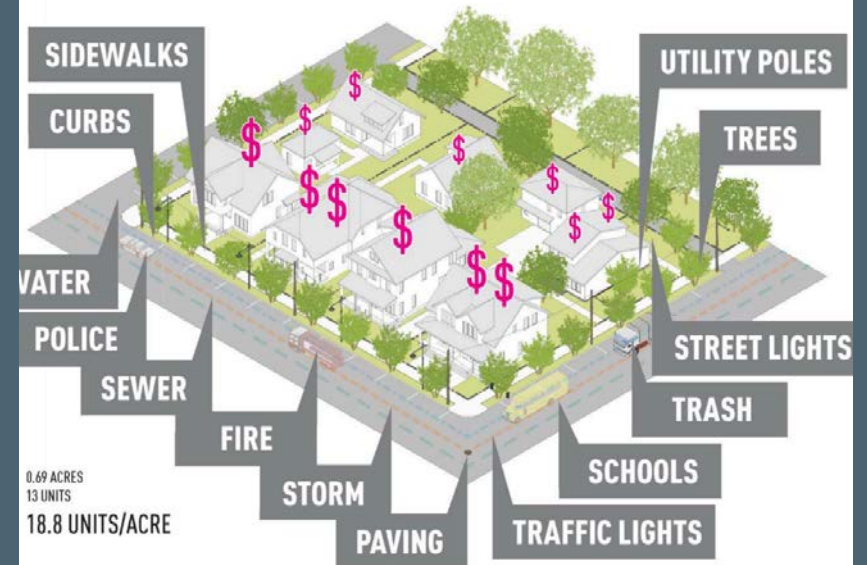 SIDEWALKS
CURBS
UTILITY POLES
TREES
$
$
$
$
$
$
$
$
$
$
$
$
WATER
POLICE
SEWER
FIRE
STORM
PAVING
STREET LIGHTS
TRASH
SCHOOLS
TRAFFIC LIGHTS
0.69 ACRES
13 UNITS
18.8 UNITS/ACRE